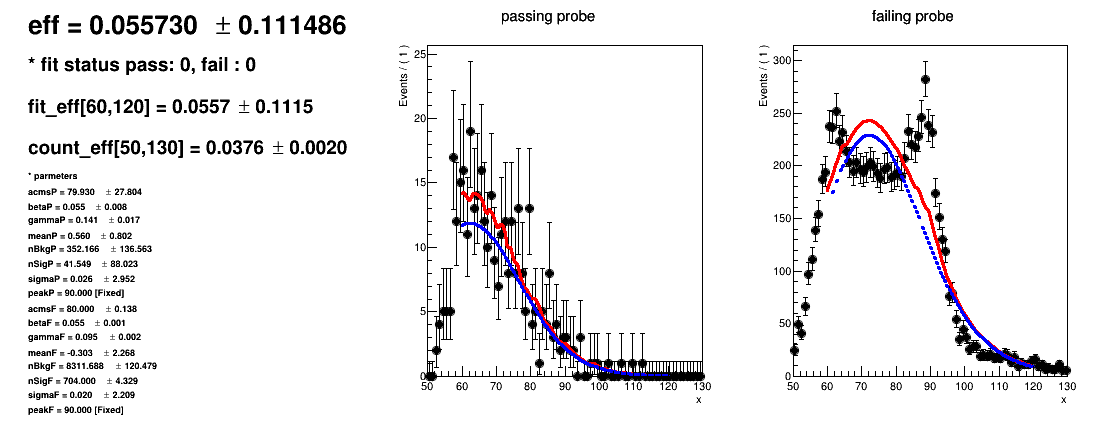 eff = 0.055730 ± 0.111486
* fit status pass: 0, fail : 0
fit_eff[60,120] = 0.0557 ± 0.1115
count_eff[50,130] = 0.0376 ± 0.0020
* parmeters
acmsP = 79.930 ± 27.804
betaP = 0.055 ± 0.008
gammaP = 0.141 ± 0.017
meanP = 0.560 ± 0.802
nBkgP = 352.166 ± 136.563
nSigP = 41.549 ± 88.023
sigmaP = 0.026 ± 2.952
peakP = 90.000 [Fixed]
acmsF = 80.000 ± 0.138
betaF = 0.055 ± 0.001
gammaF = 0.095 ± 0.002
meanF = -0.303 ± 2.268
nBkgF = 8311.688 ± 120.479
nSigF = 704.000 ± 4.329
sigmaF = 0.020 ± 2.209
peakF = 90.000 [Fixed]
passing probe
Events / ( 1 )
25
20
15
10
5
0
50 60 70 80 90 100 110 120 130
x
failing probe
Events / ( 1 )
300
250
200
150
100
50
0
50 60 70 80 90 100 110 120 130
x